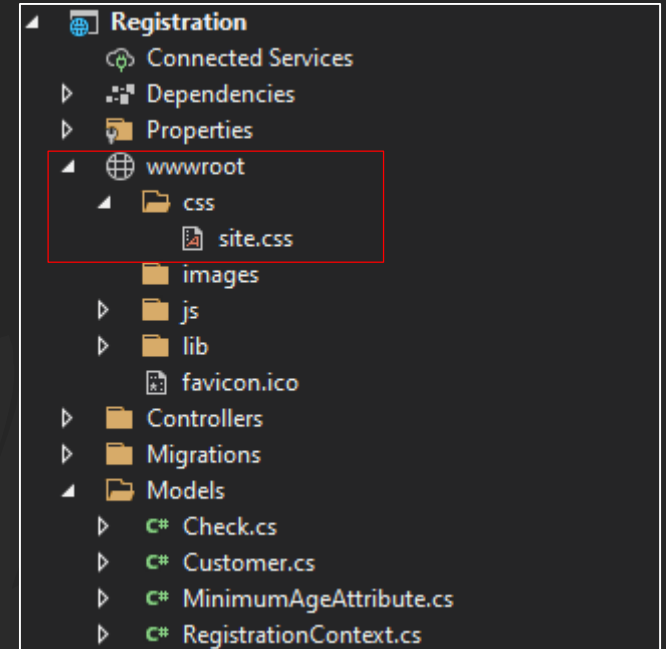 Registration
Connected Services
Dependencies
Properties
wwwroot
css
site.css
images
js
lib
favicon.ico
Controllers
Migrations
Models
C# Check.cs
C# Customer.cs
C# MinimumAgeAttribute.cs
C# RegistrationContext.cs